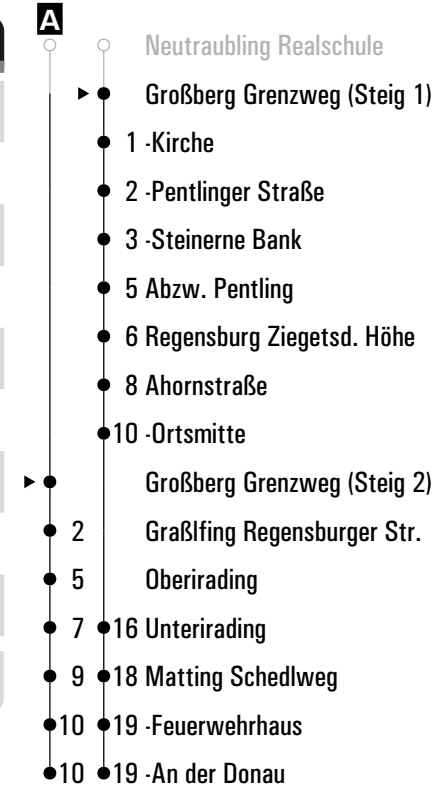 A
Neutraubling Realschule
Großberg Grenzweg (Steig 1)
1 -Kirche
2 -Pentlinger Straße
3 -Steinerne Bank
5 Abzw. Pentling
6 Regensburg Ziegetsd. Höhe
8 Ahornstraße
10 -Ortsmitte
Großberg Grenzweg (Steig 2)
2 Graßlfing Regensburger Str.
5 Oberirading
7 16 Unterirading
9 18 Matting Schedlweg
10 19 -Feuerwehrhaus
10 19 -An der Donau